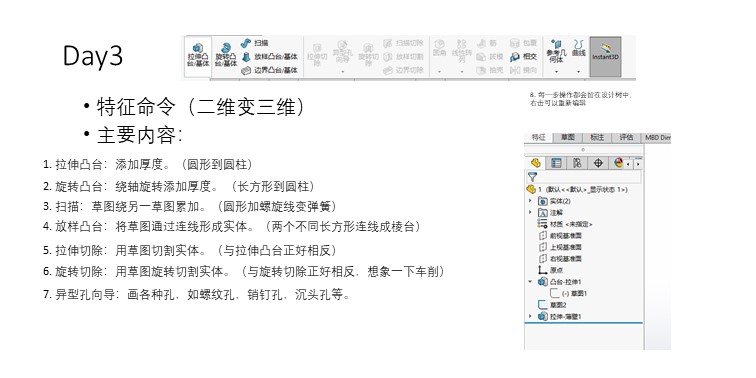 Day3
拉伸凸台/基体
旋转凸台/基体
扫描
放样凸台/基体
边界凸台/基体
拉伸切除
异型孔向导
旋转切除
扫描切除
放样切割
边界切除
圆角
线性阵列
筋
拔模
抽壳
包覆
相交
镜向
参考几何体
曲线
Instant3D
• 特征命令（二维变三维）
• 主要内容：
1. 拉伸凸台：添加厚度。（圆形到圆柱）
2. 旋转凸台：绕轴旋转添加厚度。（长方形到圆柱）
3. 扫描：草图绕另一草图累加。（圆形加螺旋线变弹簧）
4. 放样凸台：将草图通过连线形成实体。（两个不同长方形连线成棱台）
5. 拉伸切除：用草图切割实体。（与拉伸凸台正好相反）
6. 旋转切除：用草图旋转切割实体。（与旋转切除正好相反，想象一下车削）
7. 异型孔向导：画各种孔，如螺纹孔，销钉孔，沉头孔等。
8. 每一步操作都会留在设计树中，
右击可以重新编辑
特征 草图 标注 评估 MBD Dim
1 (默认<<默认>_显示状态 1>)
实体(2)
注解
材质 <未指定>
前视基准面
上视基准面
右视基准面
原点
凸台-拉伸1
(-) 草图1
草图2
拉伸-薄壁1